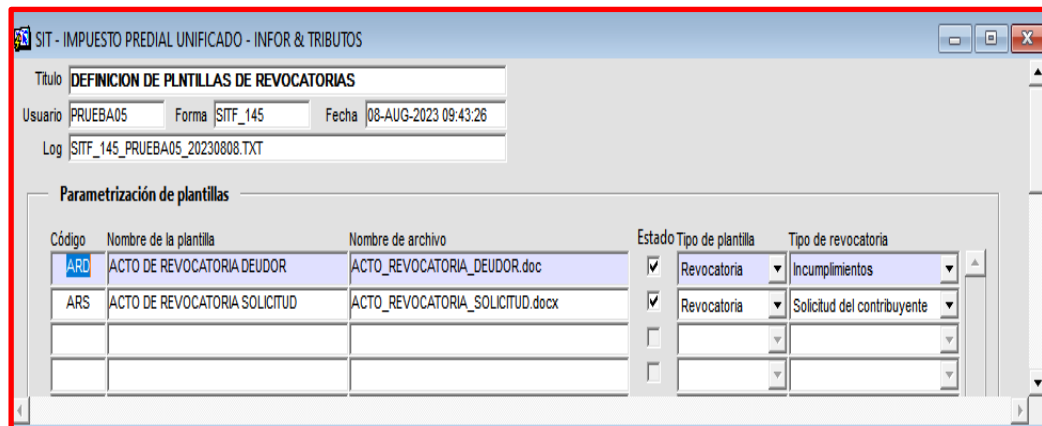 SIT - IMPUESTO PREDIAL UNIFICADO - INFOR & TRIBUTOS
Titulo DEFINICION DE PLNTILLAS DE REVOCATORIAS
Usuario PRUEBA05 Forma SITF_145 Fecha 08-AUG-2023 09:43:26
Log SITF_145_PRUEBA05_20230808.TXT
Parametrización de plantillas
Código Nombre de la plantilla Nombre de archivo Estado Tipo de plantilla Tipo de revocatoria
ARD ACTO DE REVOCATORIA DEUDOR ACTO_REVOCATORIA_DEUDOR.doc Revocatoria Incumplimientos
ARS ACTO DE REVOCATORIA SOLICITUD ACTO_REVOCATORIA_SOLICITUD.docx Revocatoria Solicitud del contribuyente